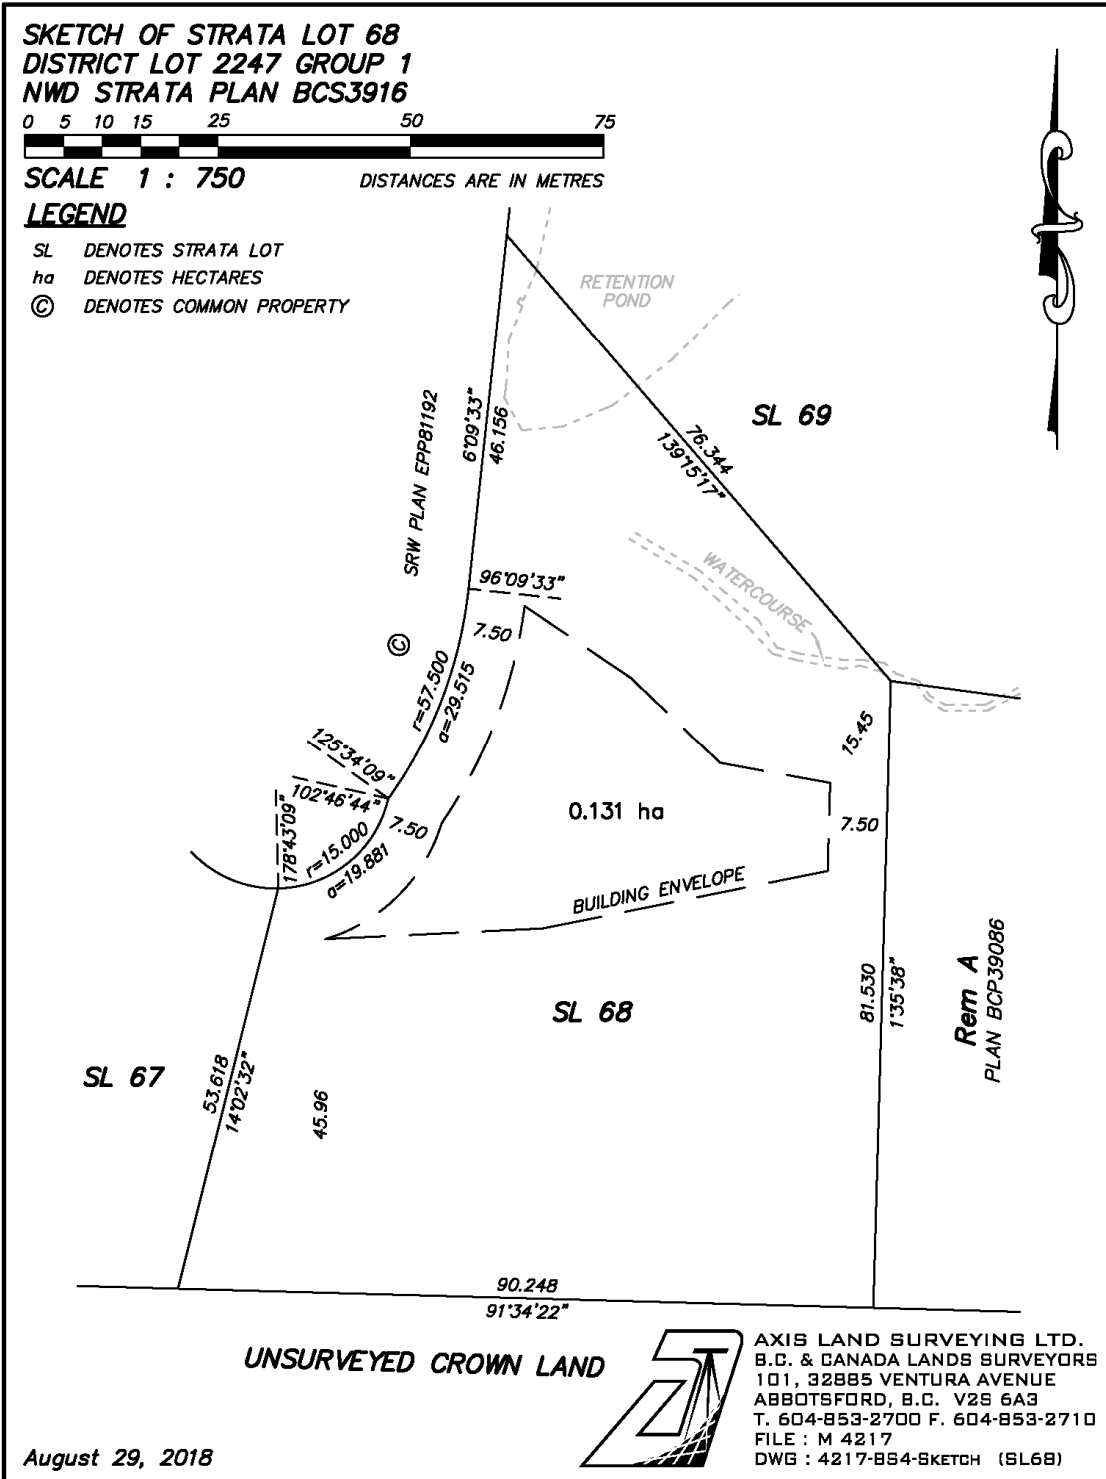 SKETCH OF STRATA LOT 68
DISTRICT LOT 2247 GROUP 1
NWD STRATA PLAN BCS3916
0 5 10 15 25 50 75
SCALE 1 : 750 DISTANCES ARE IN METRES
LEGEND
SL DENOTES STRATA LOT
ha DENOTES HECTARES
© DENOTES COMMON PROPERTY
RETENTION
POND
SL 69
SRW PLAN EPP81192
6°09'33"
46.156
76.344
139°15'17"
WATERCOURSE
96°09'33"
7.50
©
r=57.500
a=29.515
15.45
125°34'09"
102°46'44"
178°43'09"
r=15.000
a=19.881
7.50
0.131 ha
7.50
BUILDING ENVELOPE
SL 68
81.530
1°35'38"
Rem A
PLAN BCP39086
SL 67
53.618
14°02'32"
45.96
90.248
91°34'22"
UNSURVEYED CROWN LAND
AXIS LAND SURVEYING LTD.
B.C. & CANADA LANDS SURVEYORS
101, 32885 VENTURA AVENUE
ABBOTSFORD, B.C. V2S 6A3
T. 604-853-2700 F. 604-853-2710
FILE : M 4217
DWG : 4217-BS4-SKETCH (SL68)
August 29, 2018